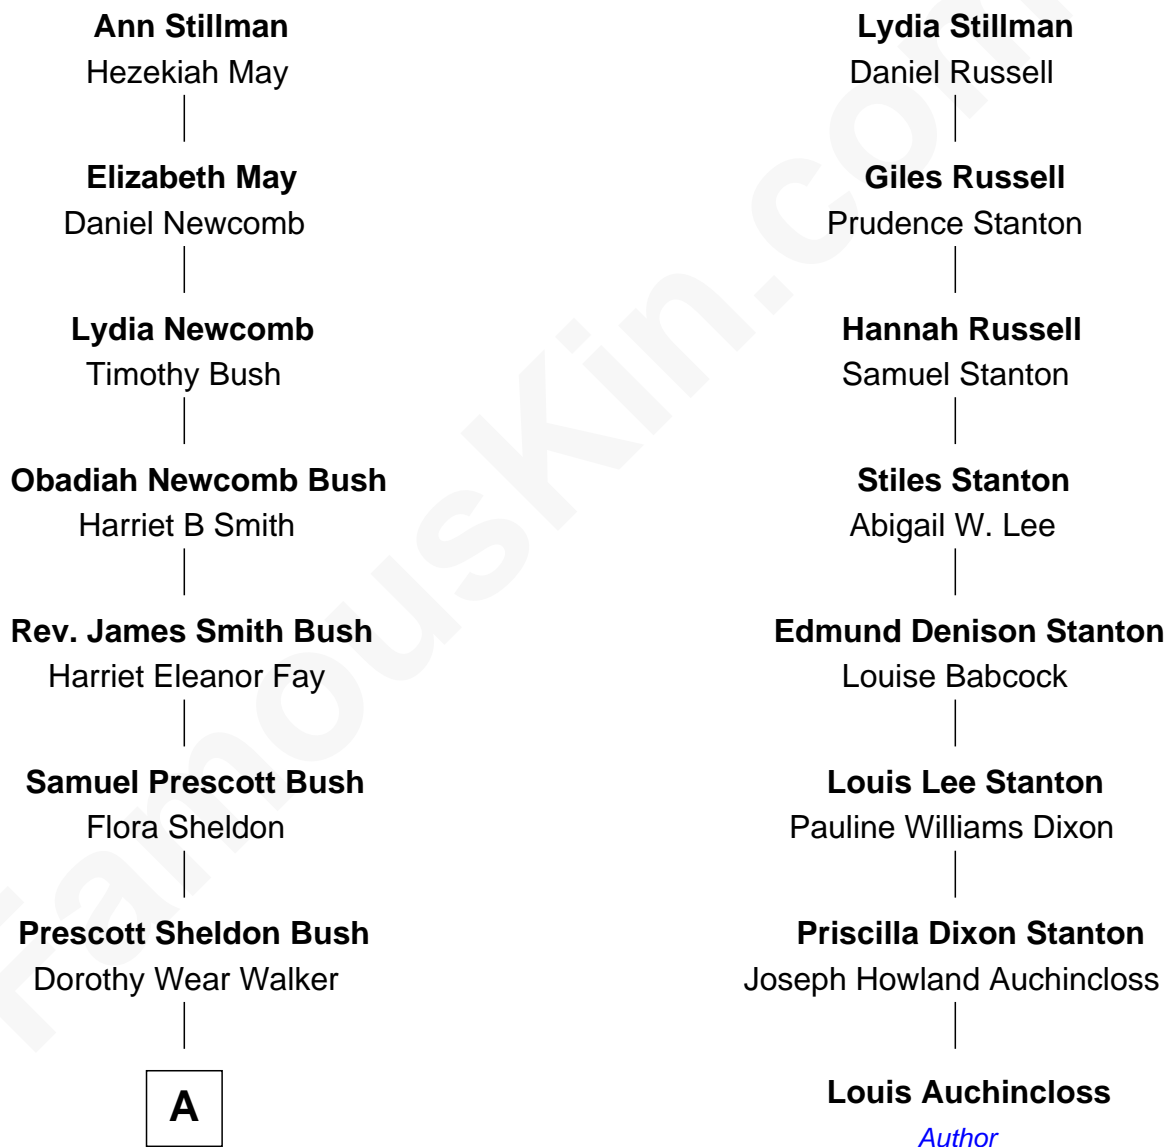 Ann Stillman
Hezekiah May
Elizabeth May
Daniel Newcomb
Lydia Newcomb
Timothy Bush
Obadiah Newcomb Bush
Harriet B Smith
Rev. James Smith Bush
Harriet Eleanor Fay
Samuel Prescott Bush
Flora Sheldon
Prescott Sheldon Bush
Dorothy Wear Walker
A
Lydia Stillman
Daniel Russell
Giles Russell
Prudence Stanton
Hannah Russell
Samuel Stanton
Stiles Stanton
Abigail W. Lee
Edmund Denison Stanton
Louise Babcock
Louis Lee Stanton
Pauline Williams Dixon
Priscilla Dixon Stanton
Joseph Howland Auchincloss
Louis Auchincloss
Author
FamousKin.com